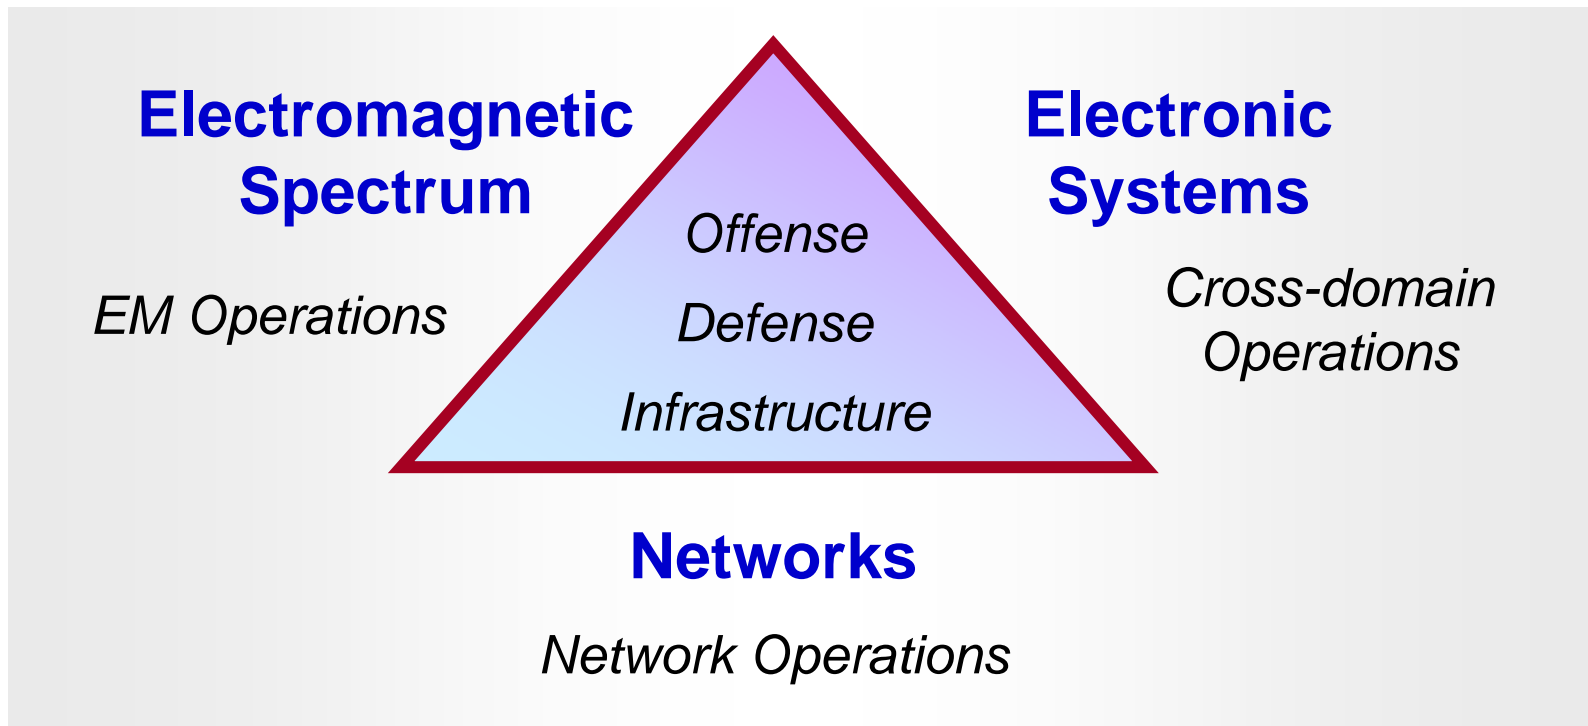 Electromagnetic
Spectrum
EM Operations
Electronic
Systems
Cross-domain
Operations
Offense
Defense
Infrastructure
Networks
Network Operations